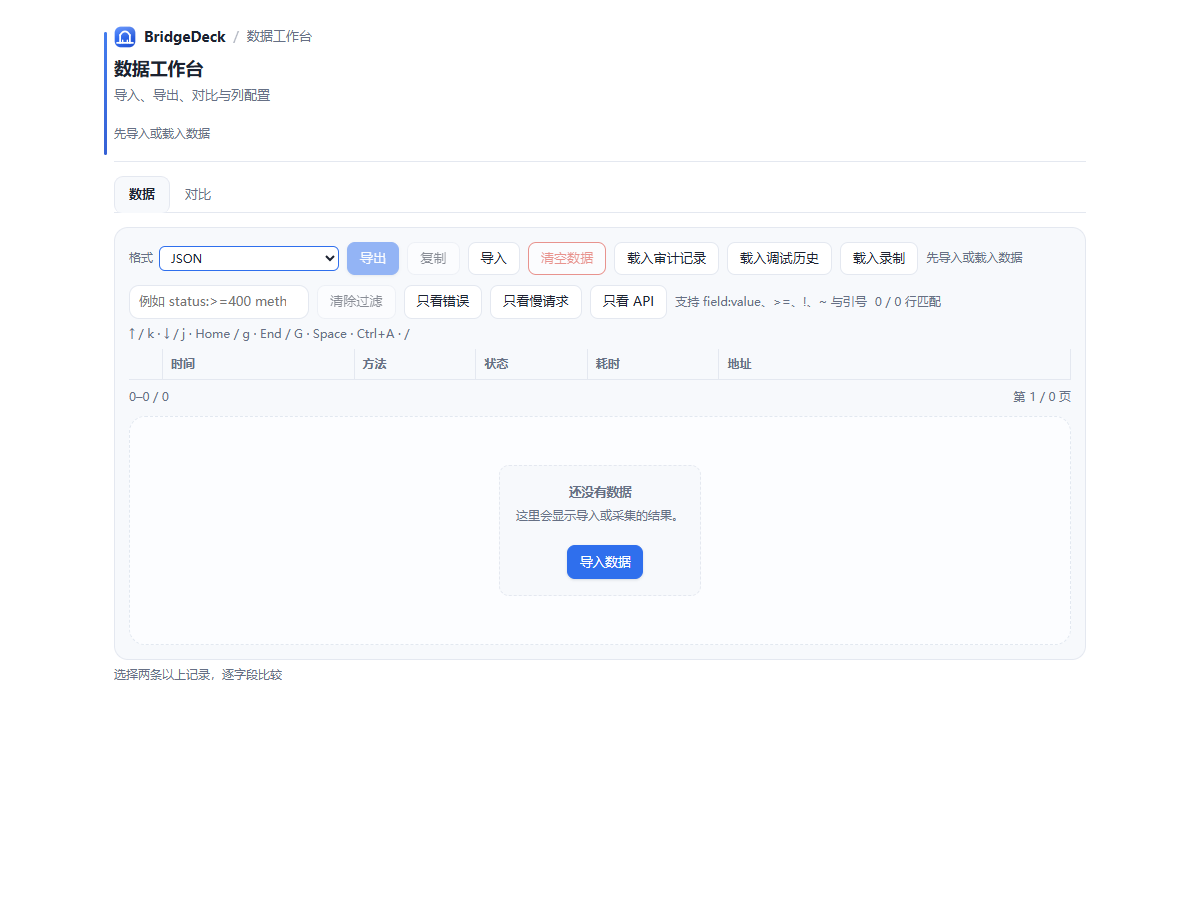 BridgeDeck / 数据工作台
数据工作台
导入、导出、对比与列配置
先导入或载入数据
数据 对比
格式 JSON 导出 复制 导入 清空数据 载入审计记录 载入调试历史 载入录制 先导入或载入数据
例如 status:>=400 meth 清除过滤 只看错误 只看慢请求 只看 API 支持 field:value、>=、!、~ 与引号 0 / 0 行匹配
↑ / k · ↓ / j · Home / g · End / G · Space · Ctrl+A · /
时间 方法 状态 耗时 地址
0–0 / 0 第 1 / 0 页
还没有数据
这里会显示导入或采集的结果。
导入数据
选择两条以上记录，逐字段比较